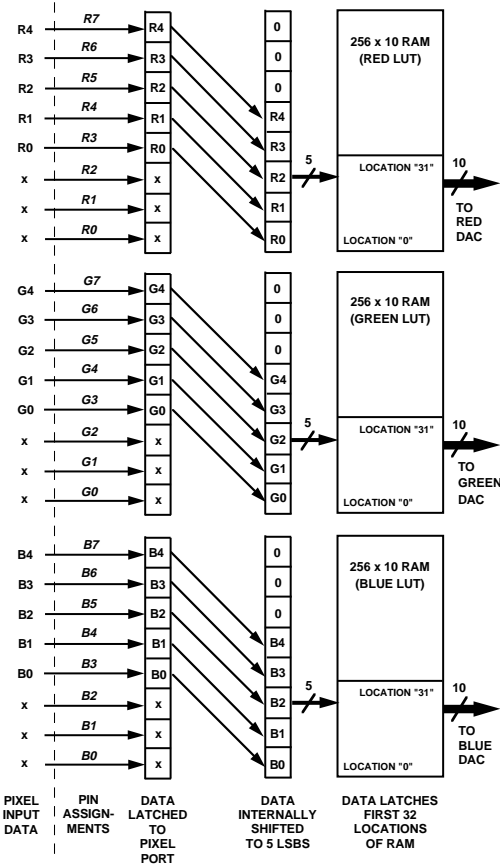 R4 R7 R4 0
R3 R6 R3 0
R2 R5 R2 0
R1 R4 R1 R4
R0 R3 R0 R3
x R2 x R2
x R1 x R1
x R0 x R0
5
256 x 10 RAM
(RED LUT)
LOCATION "31"
LOCATION "0"
10
TO
RED
DAC
G4 G7 G4 0
G3 G6 G3 0
G2 G5 G2 0
G1 G4 G1 G4
G0 G3 G0 G3
x G2 x G2
x G1 x G1
x G0 x G0
5
256 x 10 RAM
(GREEN LUT)
LOCATION "31"
LOCATION "0"
10
TO
GREEN
DAC
B4 B7 B4 0
B3 B6 B3 0
B2 B5 B2 0
B1 B4 B1 B4
B0 B3 B0 B3
x B2 x B2
x B1 x B1
x B0 x B0
5
256 x 10 RAM
(BLUE LUT)
LOCATION "31"
LOCATION "0"
10
TO
BLUE
DAC
PIXEL
INPUT
DATA
PIN
ASSIGN-
MENTS
DATA
LATCHED
TO
PIXEL
PORT
DATA
INTERNALLY
SHIFTED
TO 5 LSBS
DATA LATCHES
FIRST 32
LOCATIONS
OF RAM